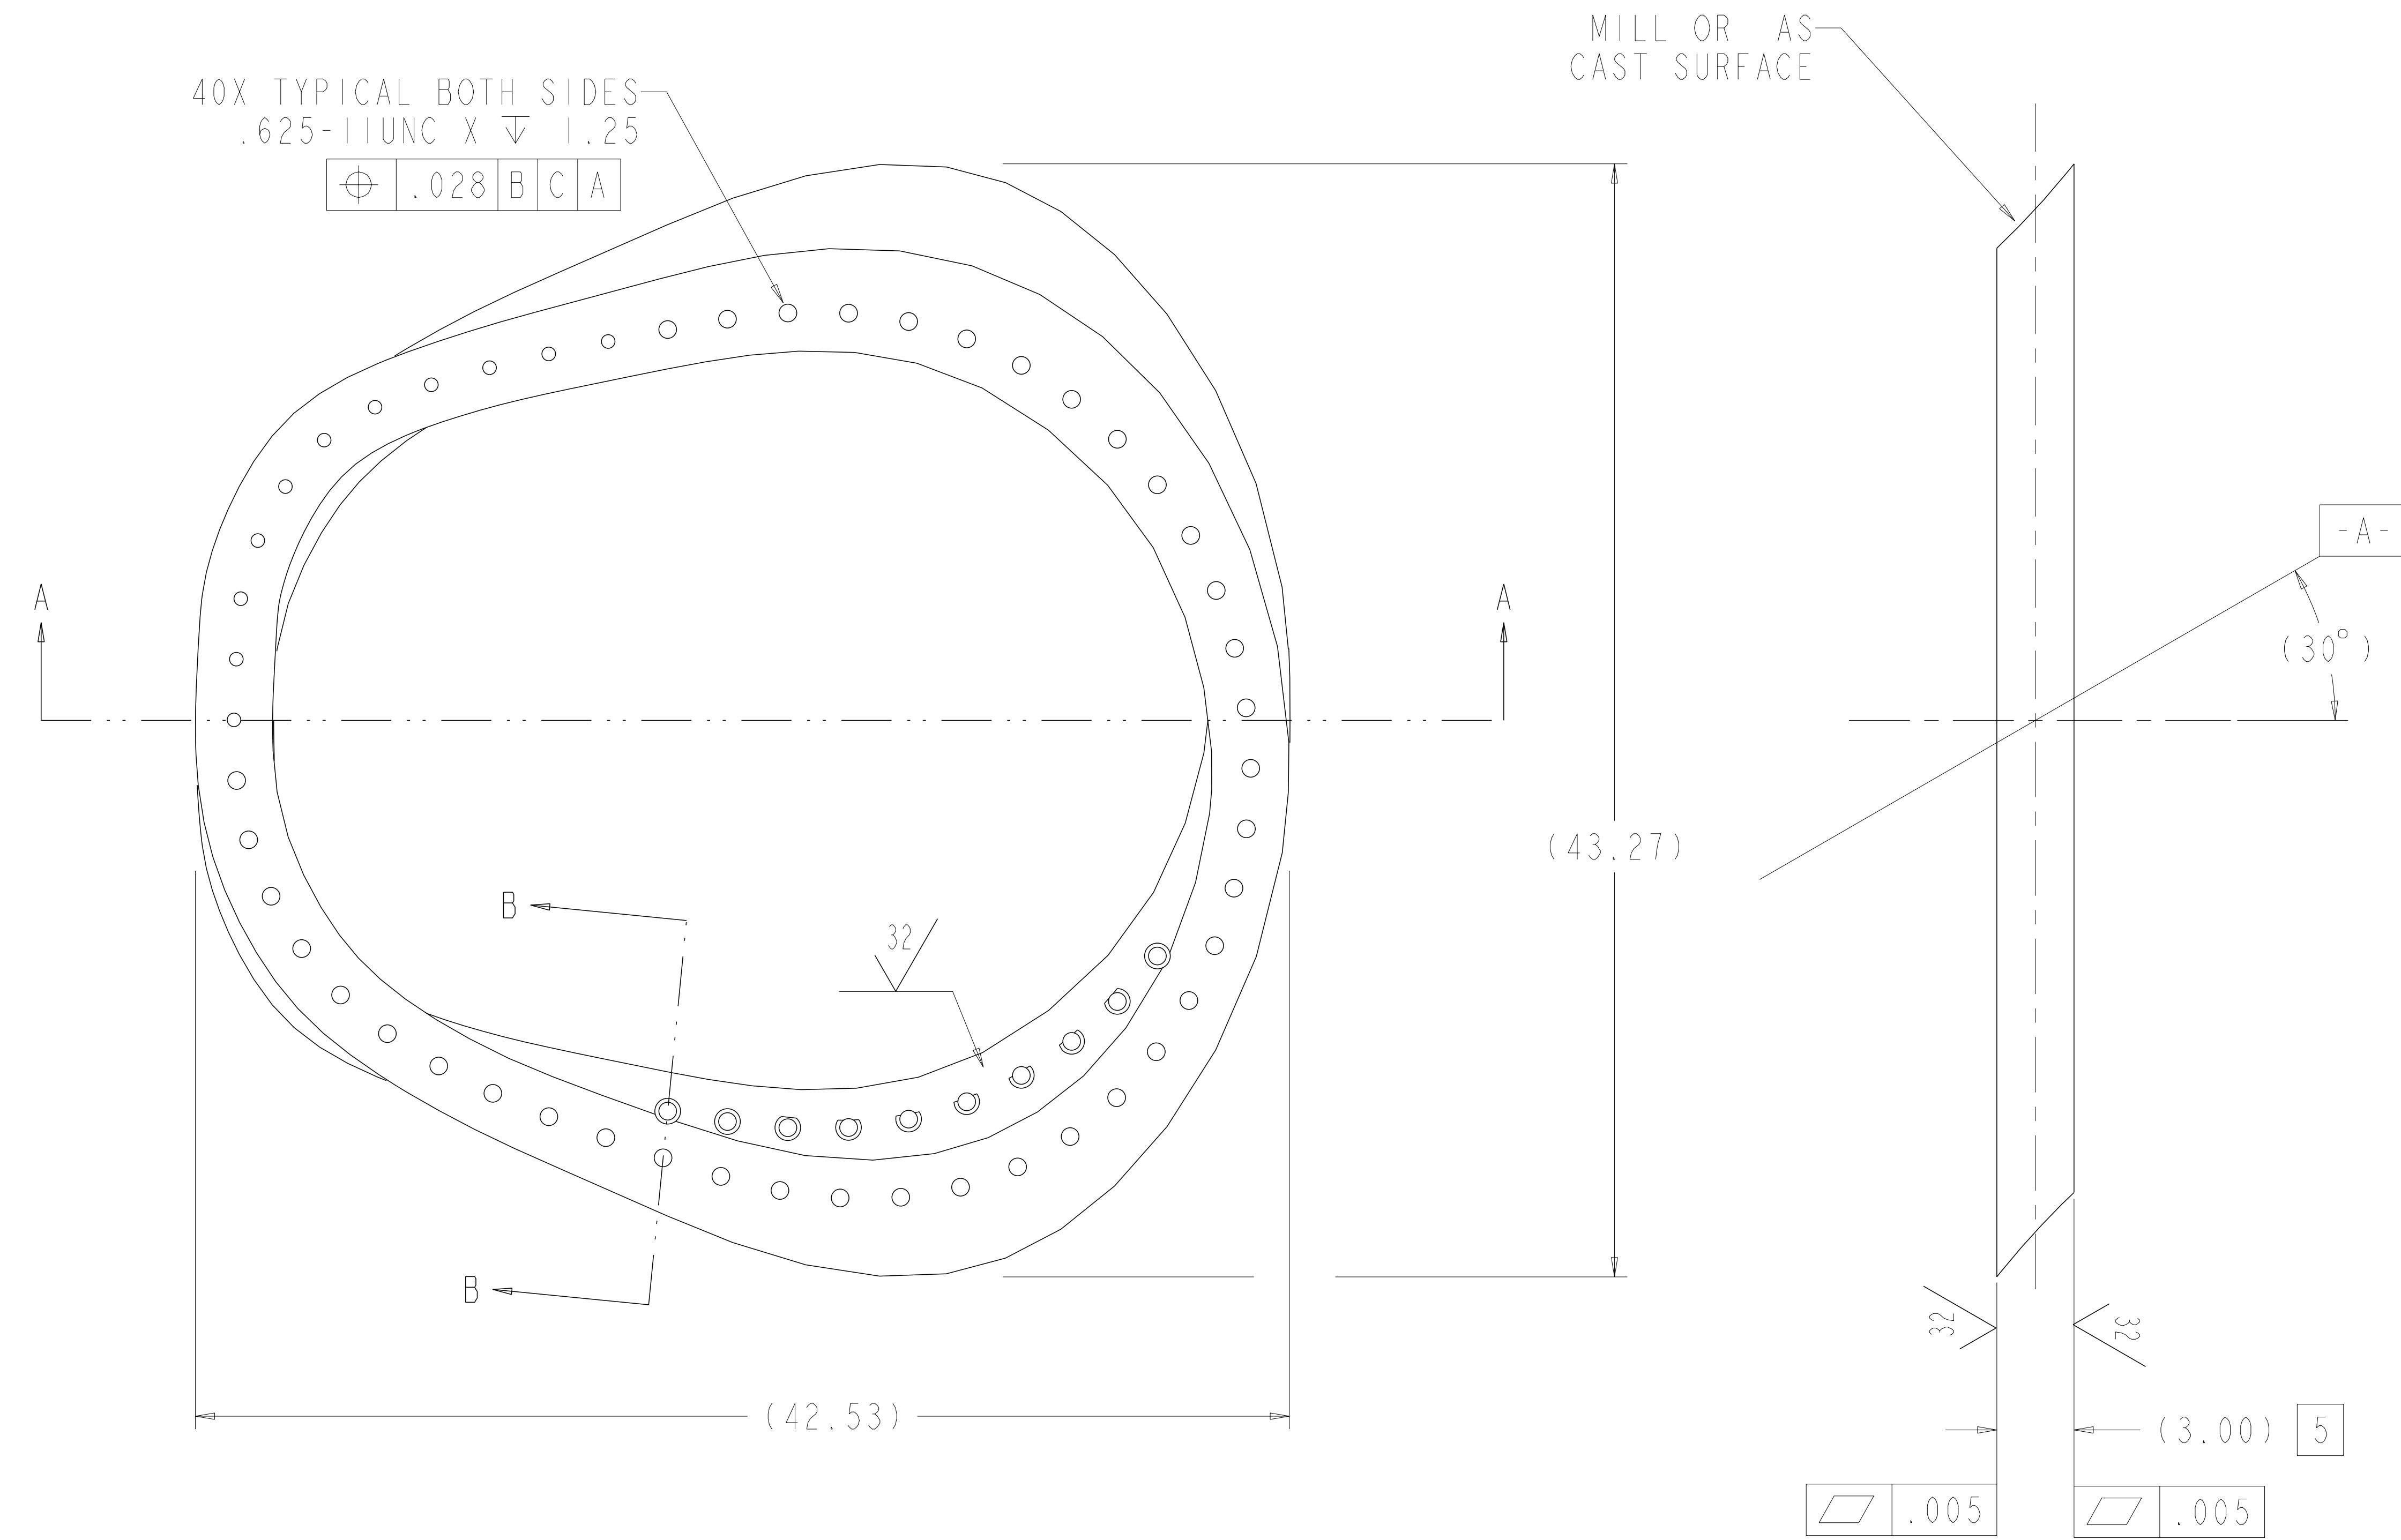 MILL OR AS
CAST SURFACE
40X TYPICAL BOTH SIDES
.625-11UNC X ↧ 1.25
⌖ .028 B C A
-A-
(30°)
A
A
(43.27)
B
32
B
32
32
(42.53)
(3.00) 5
⏥ .005
⏥ .005